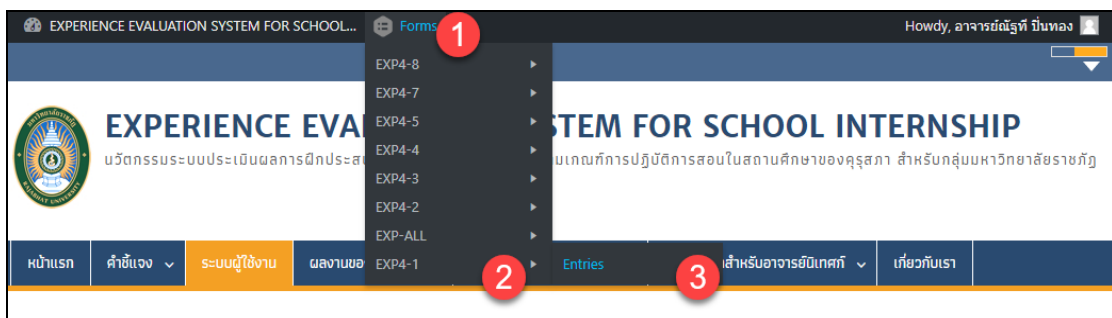 EXPERIENCE EVALUATION SYSTEM FOR SCHOOL... Forms 1 Howdy, อาจารย์ณัฐที ปิ่นทอง
EXP4-8
EXP4-7
EXP4-5
EXP4-4
EXP4-3
EXP4-2
EXP-ALL
EXP4-1 2 Entries 3
EXPERIENCE EVA STEM FOR SCHOOL INTERNSHIP
นวัตกรรมระบบประเมินผลการฝึกประส มเกณฑ์การปฏิบัติการสอนในสถานศึกษาของคุรุสภา สำหรับกลุ่มมหาวิทยาลัยราชภัฏ
หน้าแรก คำชี้แจง ระบบผู้ใช้งาน ผลงานขอ สำหรับอาจารย์นิเทศก์ เกี่ยวกับเรา